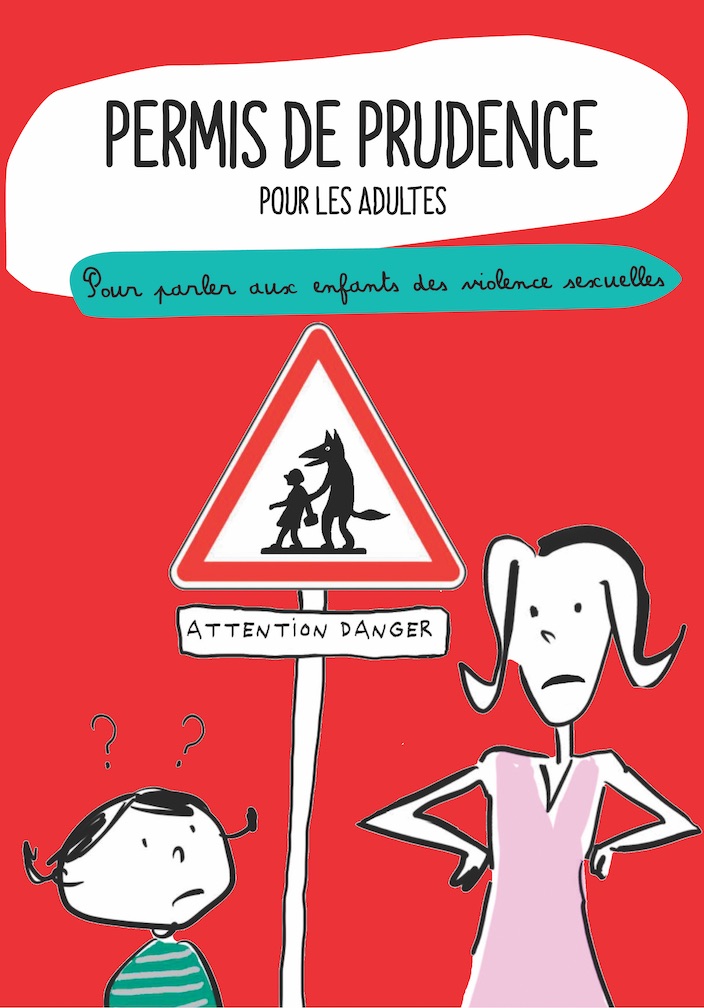 PERMIS DE PRUDENCE
POUR LES ADULTES
Pour parler aux enfants des violence sexuelles
ATTENTION DANGER
? ?